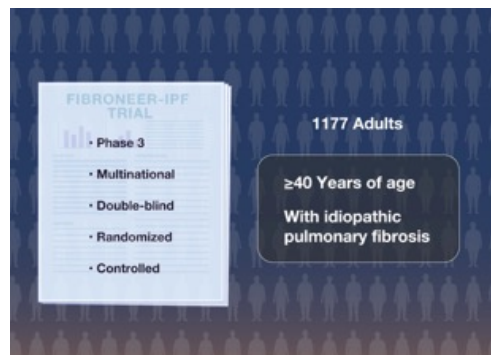 FIBRONEER-IPF
TRIAL
• Phase 3
• Multinational
• Double-blind
• Randomized
• Controlled
1177 Adults
≥40 Years of age
With idiopathic
pulmonary fibrosis